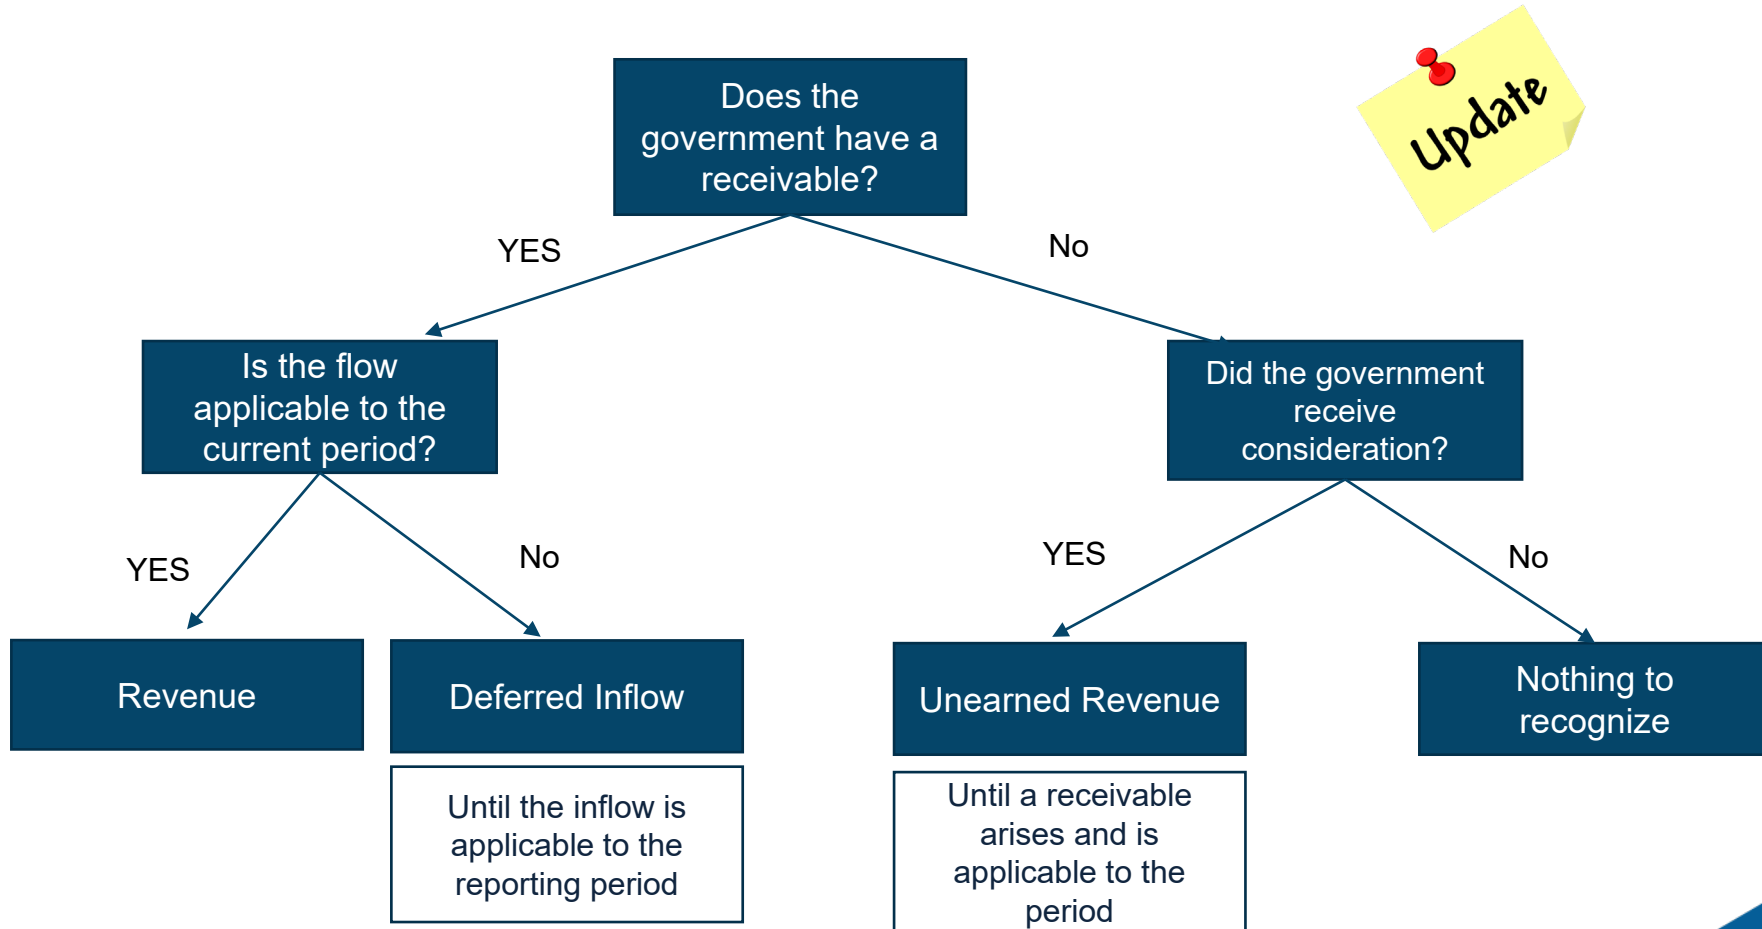 Does the
government have a
receivable?
Update
YES
No
Is the flow
applicable to the
current period?
Did the government
receive
consideration?
YES
No
YES
No
Revenue
Deferred Inflow
Unearned Revenue
Nothing to
recognize
Until the inflow is
applicable to the
reporting period
Until a receivable
arises and is
applicable to the
period